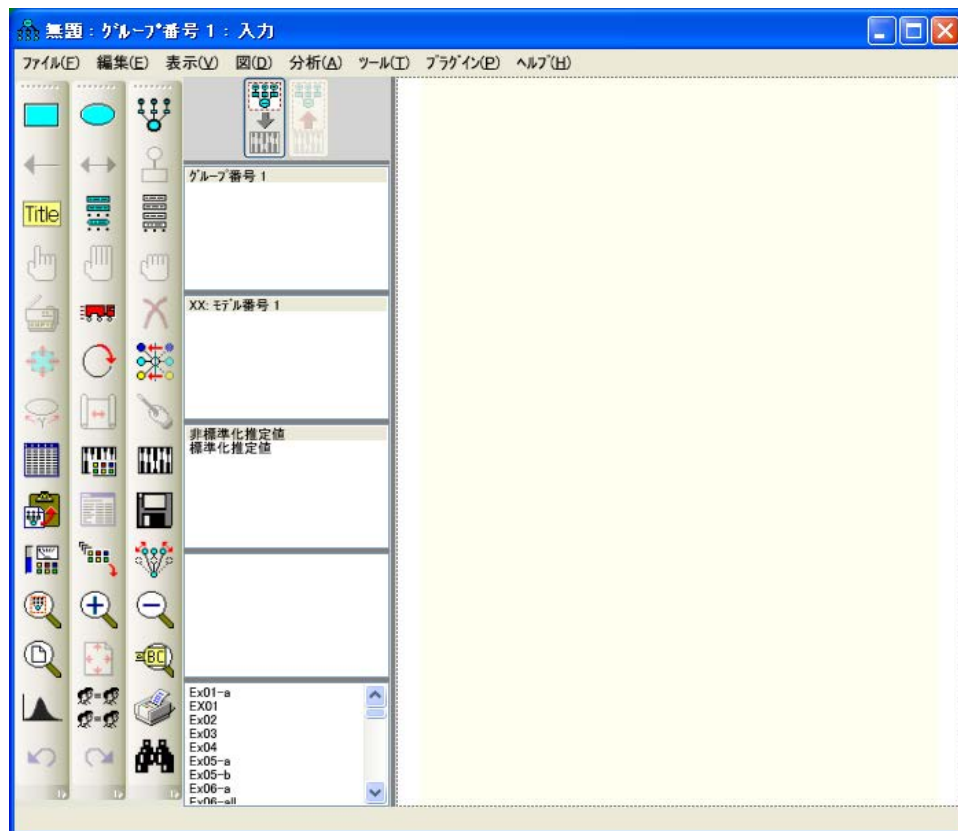 無題 : グループ番号 1 : 入力
ファイル(F) 編集(E) 表示(V) 図(D) 分析(A) ツール(T) プラグイン(P) ヘルプ(H)
グループ番号 1
Title
XX: モデル番号 1
非標準化推定値
標準化推定値
Ex01-a
EX01
Ex02
Ex03
Ex04
Ex05-a
Ex05-b
Ex06-a
Ex06-all